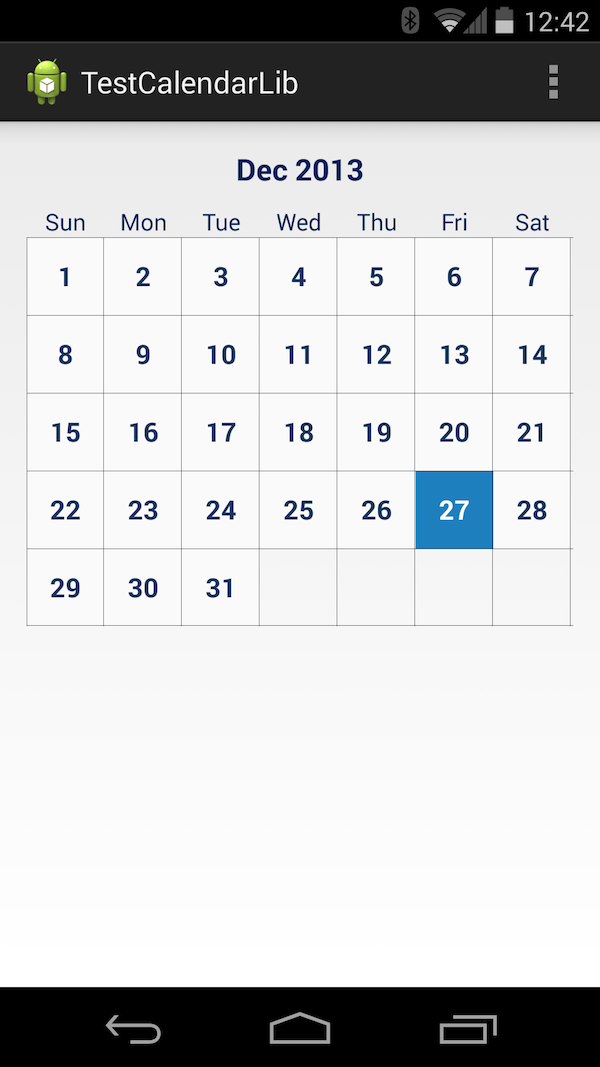 12:42
TestCalendarLib
Dec 2013
Sun Mon Tue Wed Thu Fri Sat
1 2 3 4 5 6 7
8 9 10 11 12 13 14
15 16 17 18 19 20 21
22 23 24 25 26 27 28
29 30 31